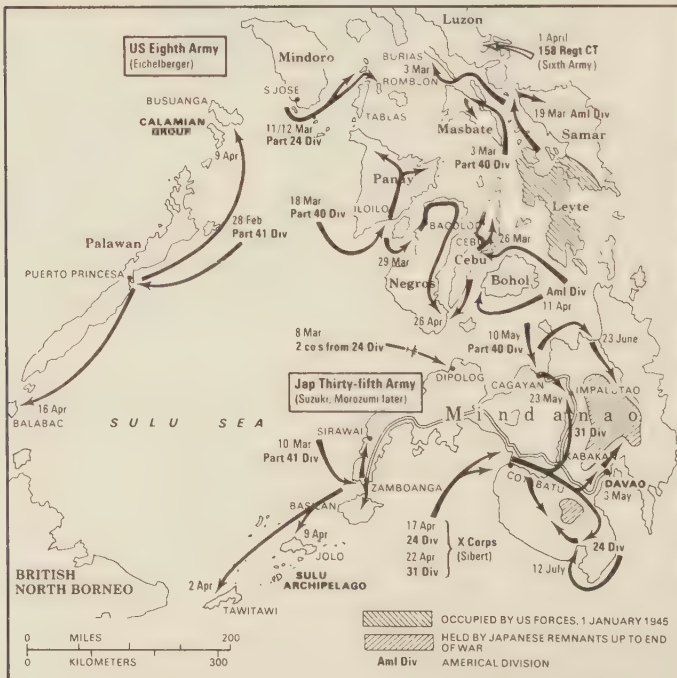 US Eighth Army
(Eichelberger)
Luzon
1 April
158 Regt CT
(Sixth Army)
Mindoro
BURIAS
3 Mar
ROMBLON
S JOSE
BUSUANGA
CALAMIAN
GROUP
TABLAS
19 Mar Aml Div
11/12 Mar
Part 24 Div
Masbate
Samar
3 Mar
Part 40 Div
9 Apr
Panay
18 Mar
Part 40 Div
Leyte
28 Feb
Part 41 Div
ILOILO
BACOLOD
CEBU
26 Mar
Palawan
Cebu
29 Mar
PUERTO PRINCESA
Negros
Bohol
Aml Div
11 Apr
26 Apr
8 Mar
2 cos from 24 Div
10 May
Part 40 Div
23 June
DIPOLOG
CAGAYAN
IMPALUTAO
23 May
Jap Thirty-fifth Army
(Suzuki, Morozumi later)
16 Apr
BALABAC
SULU SEA
Mindanao
SIRAWAI
31 Div
10 Mar
Part 41 Div
KABAKAN
COTABATU
DAVAO
3 May
ZAMBOANGA
BASILAN
17 Apr
24 Div
22 Apr
31 Div
X Corps
(Sibert)
9 Apr
JOLO
24 Div
BRITISH
NORTH BORNEO
2 Apr
SULU
ARCHIPELAGO
12 July
TAWITAWI
OCCUPIED BY US FORCES, 1 JANUARY 1945
0 MILES 200
HELD BY JAPANESE REMNANTS UP TO END
OF WAR
0 KILOMETERS 300
Aml Div AMERICAL DIVISION